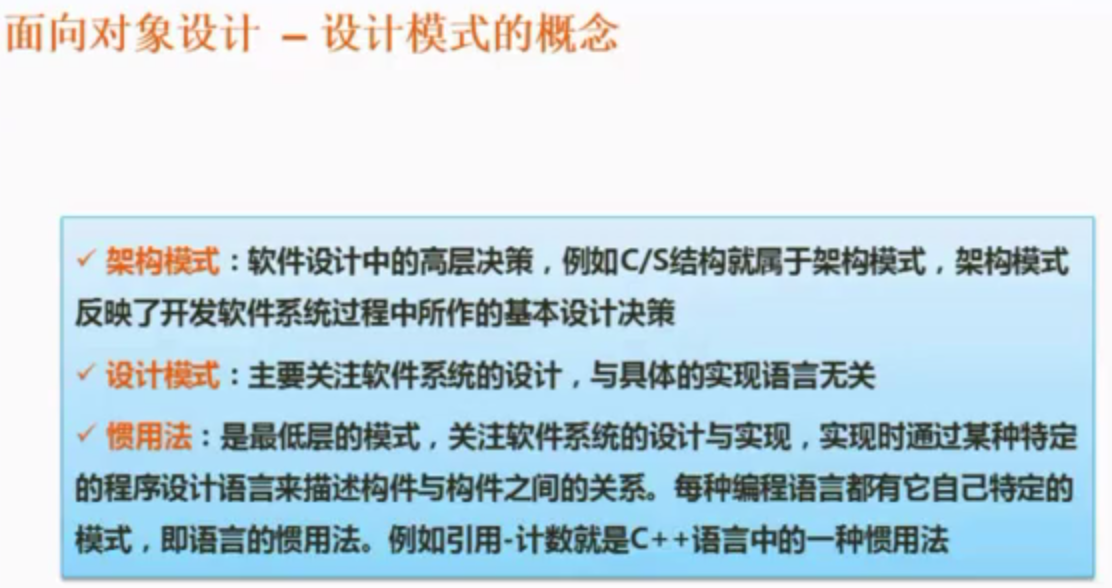 面向对象设计 – 设计模式的概念
✓ 架构模式：软件设计中的高层决策，例如C/S结构就属于架构模式，架构模式
反映了开发软件系统过程中所作的基本设计决策
✓ 设计模式：主要关注软件系统的设计，与具体的实现语言无关
✓ 惯用法：是最低层的模式，关注软件系统的设计与实现，实现时通过某种特定
的程序设计语言来描述构件与构件之间的关系。每种编程语言都有它自己特定的
模式，即语言的惯用法。例如引用-计数就是C++语言中的一种惯用法